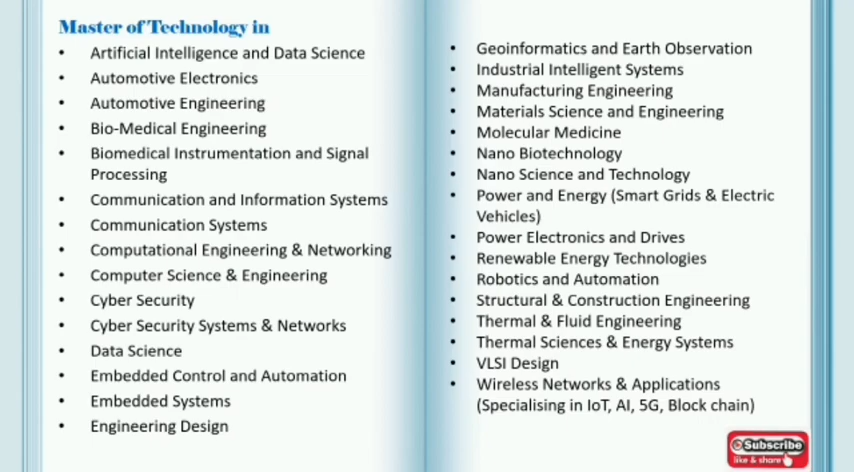 Master of Technology in
• Artificial Intelligence and Data Science
• Automotive Electronics
• Automotive Engineering
• Bio-Medical Engineering
• Biomedical Instrumentation and Signal
Processing
• Communication and Information Systems
• Communication Systems
• Computational Engineering & Networking
• Computer Science & Engineering
• Cyber Security
• Cyber Security Systems & Networks
• Data Science
• Embedded Control and Automation
• Embedded Systems
• Engineering Design
• Geoinformatics and Earth Observation
• Industrial Intelligent Systems
• Manufacturing Engineering
• Materials Science and Engineering
• Molecular Medicine
• Nano Biotechnology
• Nano Science and Technology
• Power and Energy (Smart Grids & Electric
Vehicles)
• Power Electronics and Drives
• Renewable Energy Technologies
• Robotics and Automation
• Structural & Construction Engineering
• Thermal & Fluid Engineering
• Thermal Sciences & Energy Systems
• VLSI Design
• Wireless Networks & Applications
(Specialising in IoT, AI, 5G, Block chain)
Subscribe
like & share